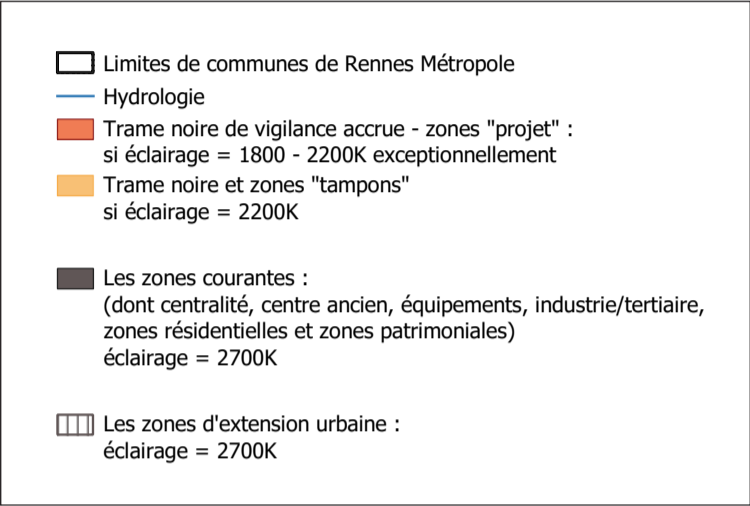 Limites de communes de Rennes Métropole
Hydrologie
Trame noire de vigilance accrue - zones "projet" :
si éclairage = 1800 - 2200K exceptionnellement
Trame noire et zones "tampons"
si éclairage = 2200K
Les zones courantes :
(dont centralité, centre ancien, équipements, industrie/tertiaire,
zones résidentielles et zones patrimoniales)
éclairage = 2700K
Les zones d'extension urbaine :
éclairage = 2700K